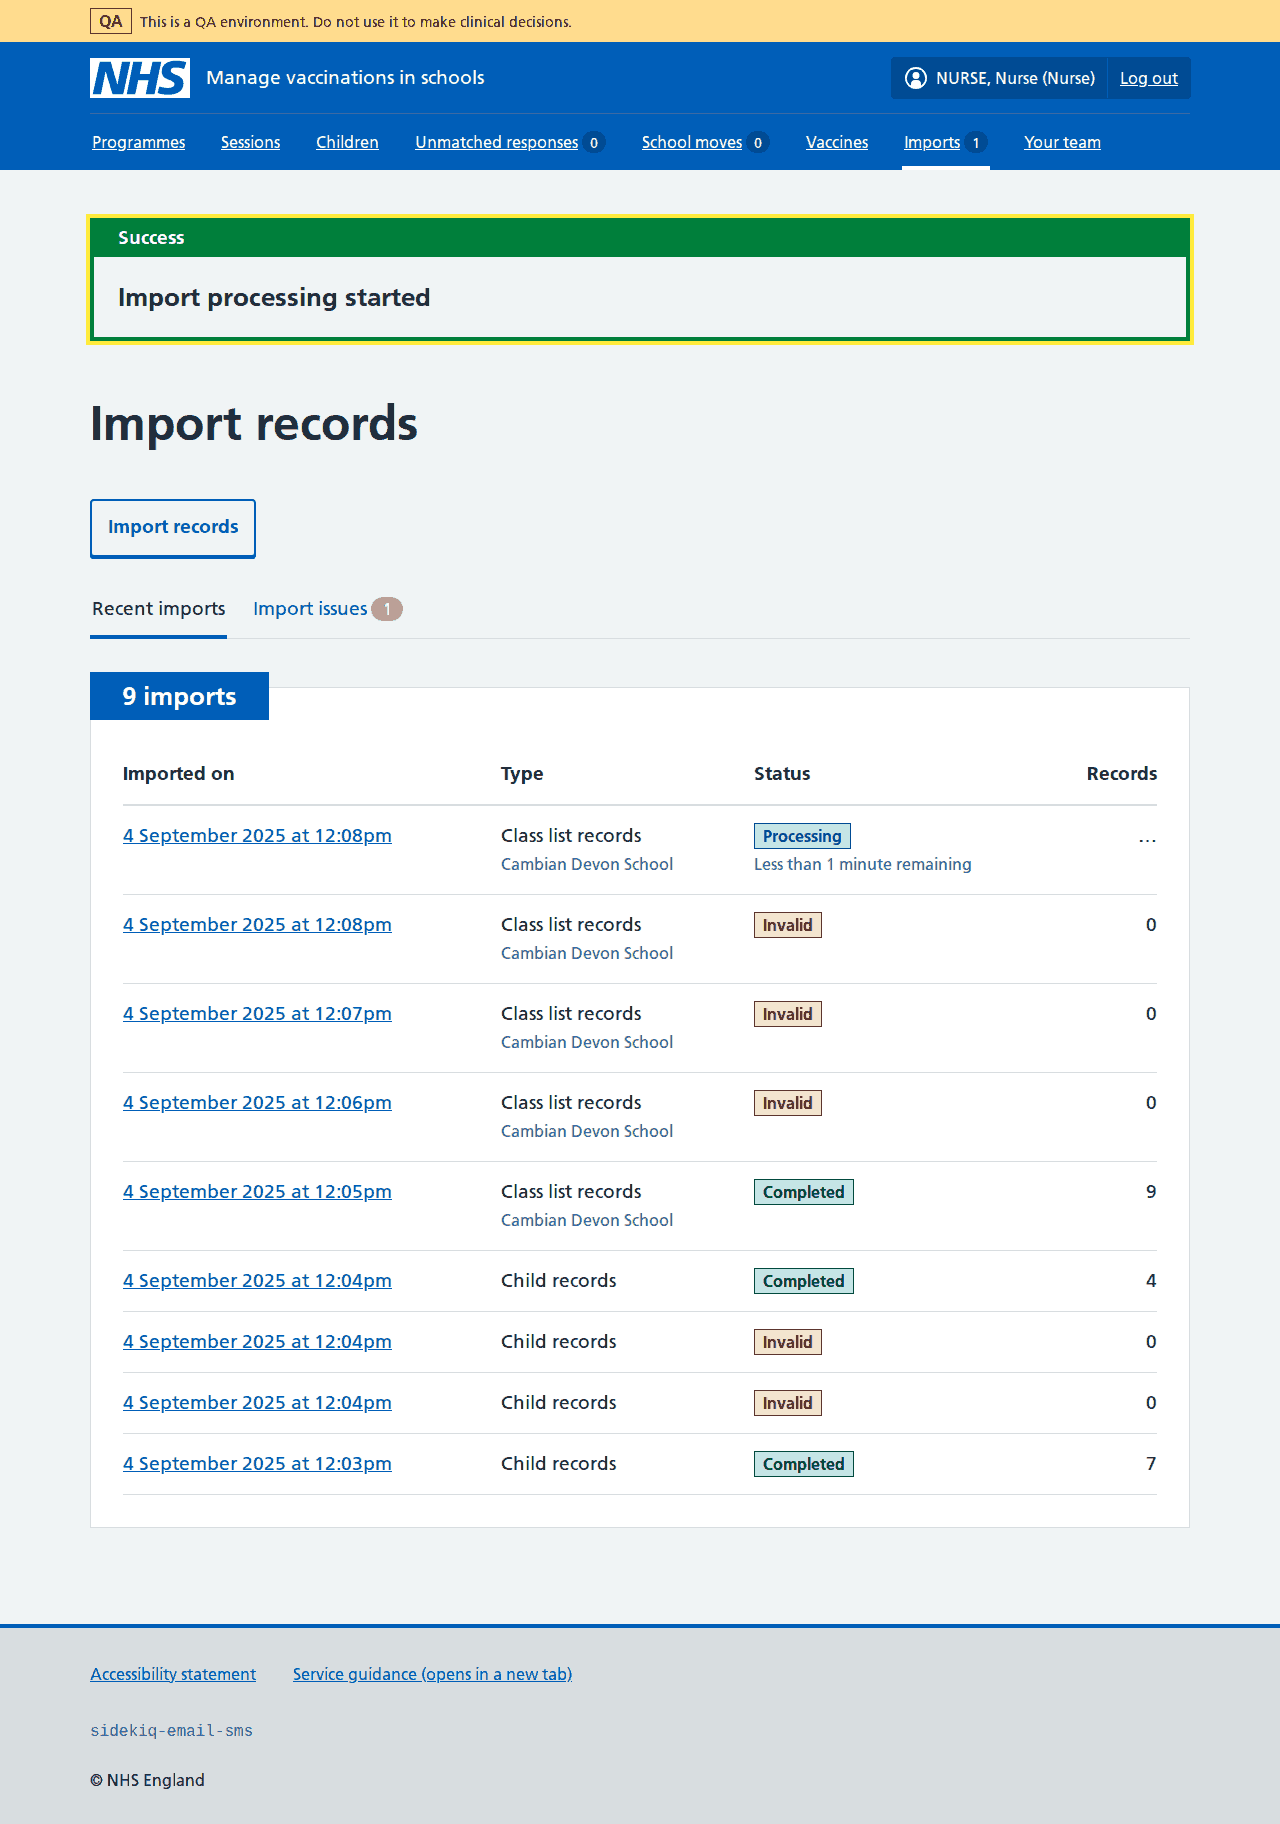 QA This is a QA environment. Do not use it to make clinical decisions.
NHS Manage vaccinations in schools NURSE, Nurse (Nurse) Log out
Programmes Sessions Children Unmatched responses 0 School moves 0 Vaccines Imports 1 Your team
Success
Import processing started
Import records
Import records
Recent imports Import issues 1
9 imports
Imported on Type Status Records
4 September 2025 at 12:08pm Class list records Processing …
Cambian Devon School Less than 1 minute remaining
4 September 2025 at 12:08pm Class list records Invalid 0
Cambian Devon School
4 September 2025 at 12:07pm Class list records Invalid 0
Cambian Devon School
4 September 2025 at 12:06pm Class list records Invalid 0
Cambian Devon School
4 September 2025 at 12:05pm Class list records Completed 9
Cambian Devon School
4 September 2025 at 12:04pm Child records Completed 4
4 September 2025 at 12:04pm Child records Invalid 0
4 September 2025 at 12:04pm Child records Invalid 0
4 September 2025 at 12:03pm Child records Completed 7
Accessibility statement Service guidance (opens in a new tab)
sidekiq-email-sms
© NHS England